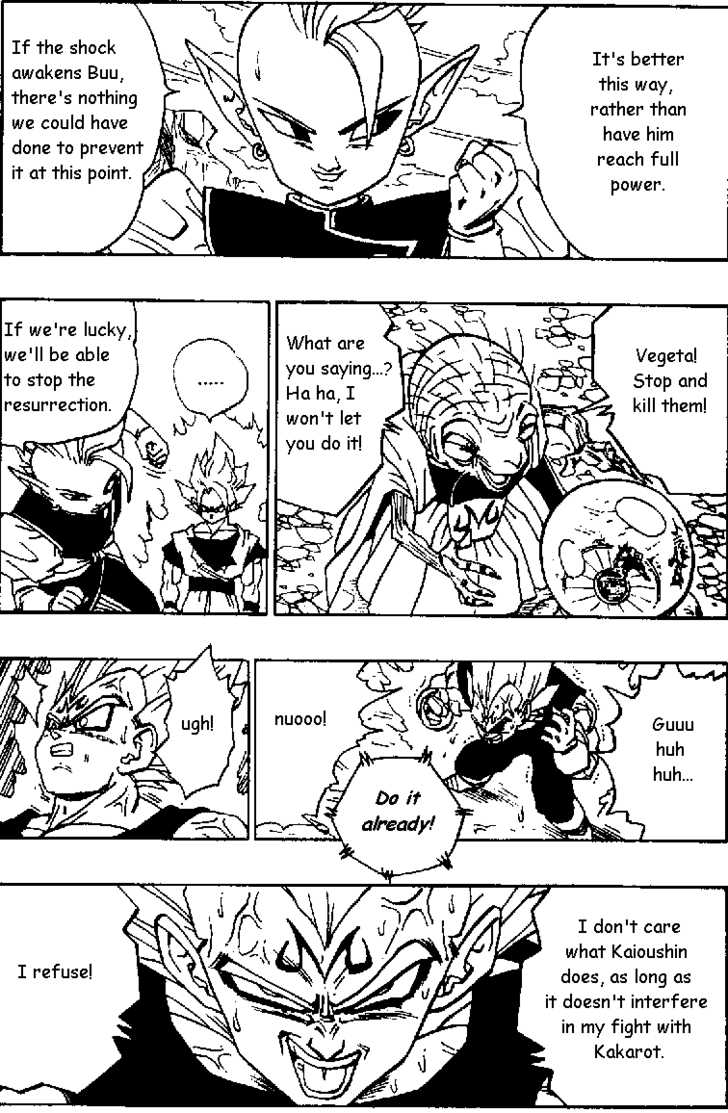 It's better
this way,
rather than
have him
reach full
power.
If the shock
awakens Buu,
there's nothing
we could have
done to prevent
it at this point.
Vegeta!
Stop and
kill them!
What are
you saying...?
Ha ha, I
won't let
you do it!
.....
If we're lucky,
we'll be able
to stop the
resurrection.
Guuu
huh
huh...
nuooo!
Do it
already!
ugh!
I don't care
what Kaioushin
does, as long as
it doesn't interfere
in my fight with
Kakarot.
I refuse!